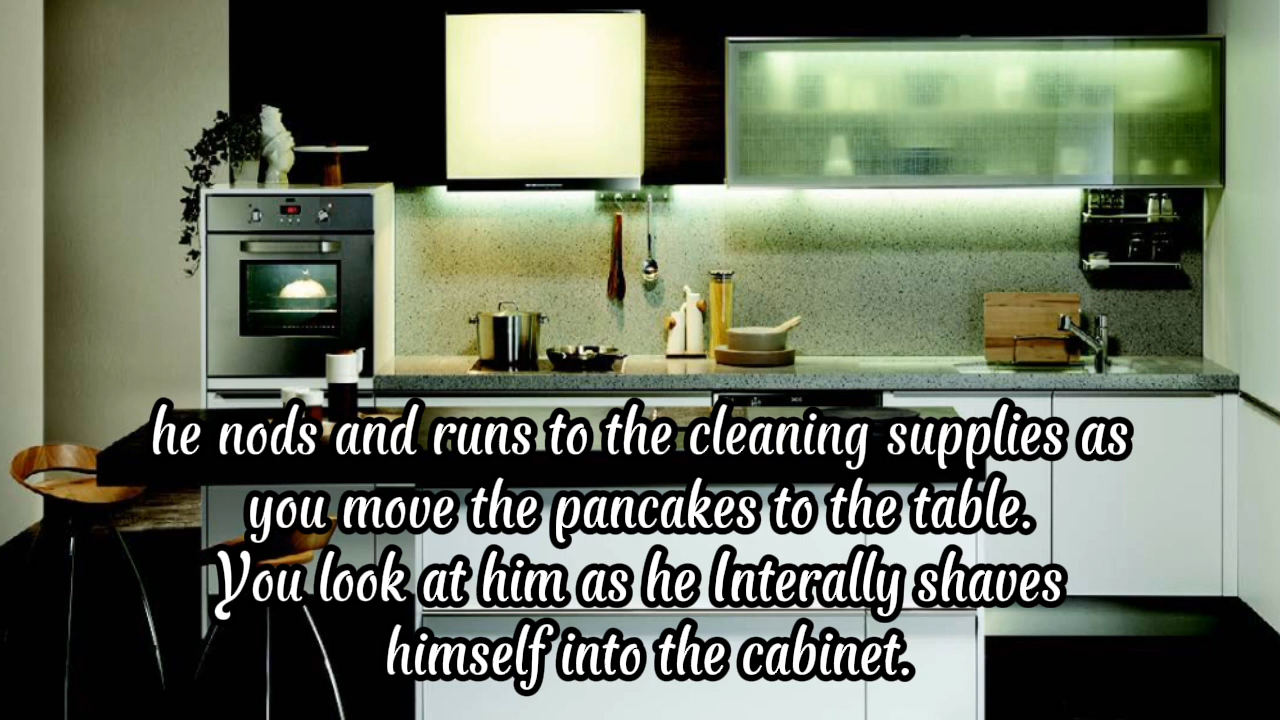 he nods and runs to the cleaning supplies as
you move the pancakes to the table.
You look at him as he Interally shaves
himself into the cabinet.